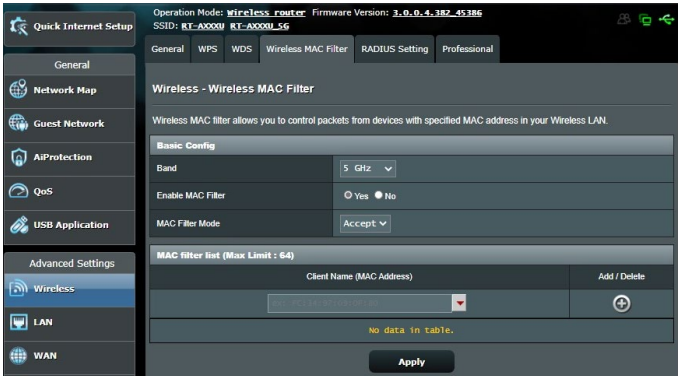 Operation Mode: Wireless router Firmware Version: 3.0.0.4.382_45386
SSID: RT-AXXXU RT-AXXXU_5G
Quick Internet Setup
General
Network Map
Guest Network
AiProtection
QoS
USB Application
Advanced Settings
Wireless
LAN
WAN
General WPS WDS Wireless MAC Filter RADIUS Setting Professional
Wireless - Wireless MAC Filter
Wireless MAC filter allows you to control packets from devices with specified MAC address in your Wireless LAN.
Basic Config
Band 5 GHz
Enable MAC Filter Yes No
MAC Filter Mode Accept
MAC filter list (Max Limit : 64)
Client Name (MAC Address) Add / Delete
No data in table.
Apply